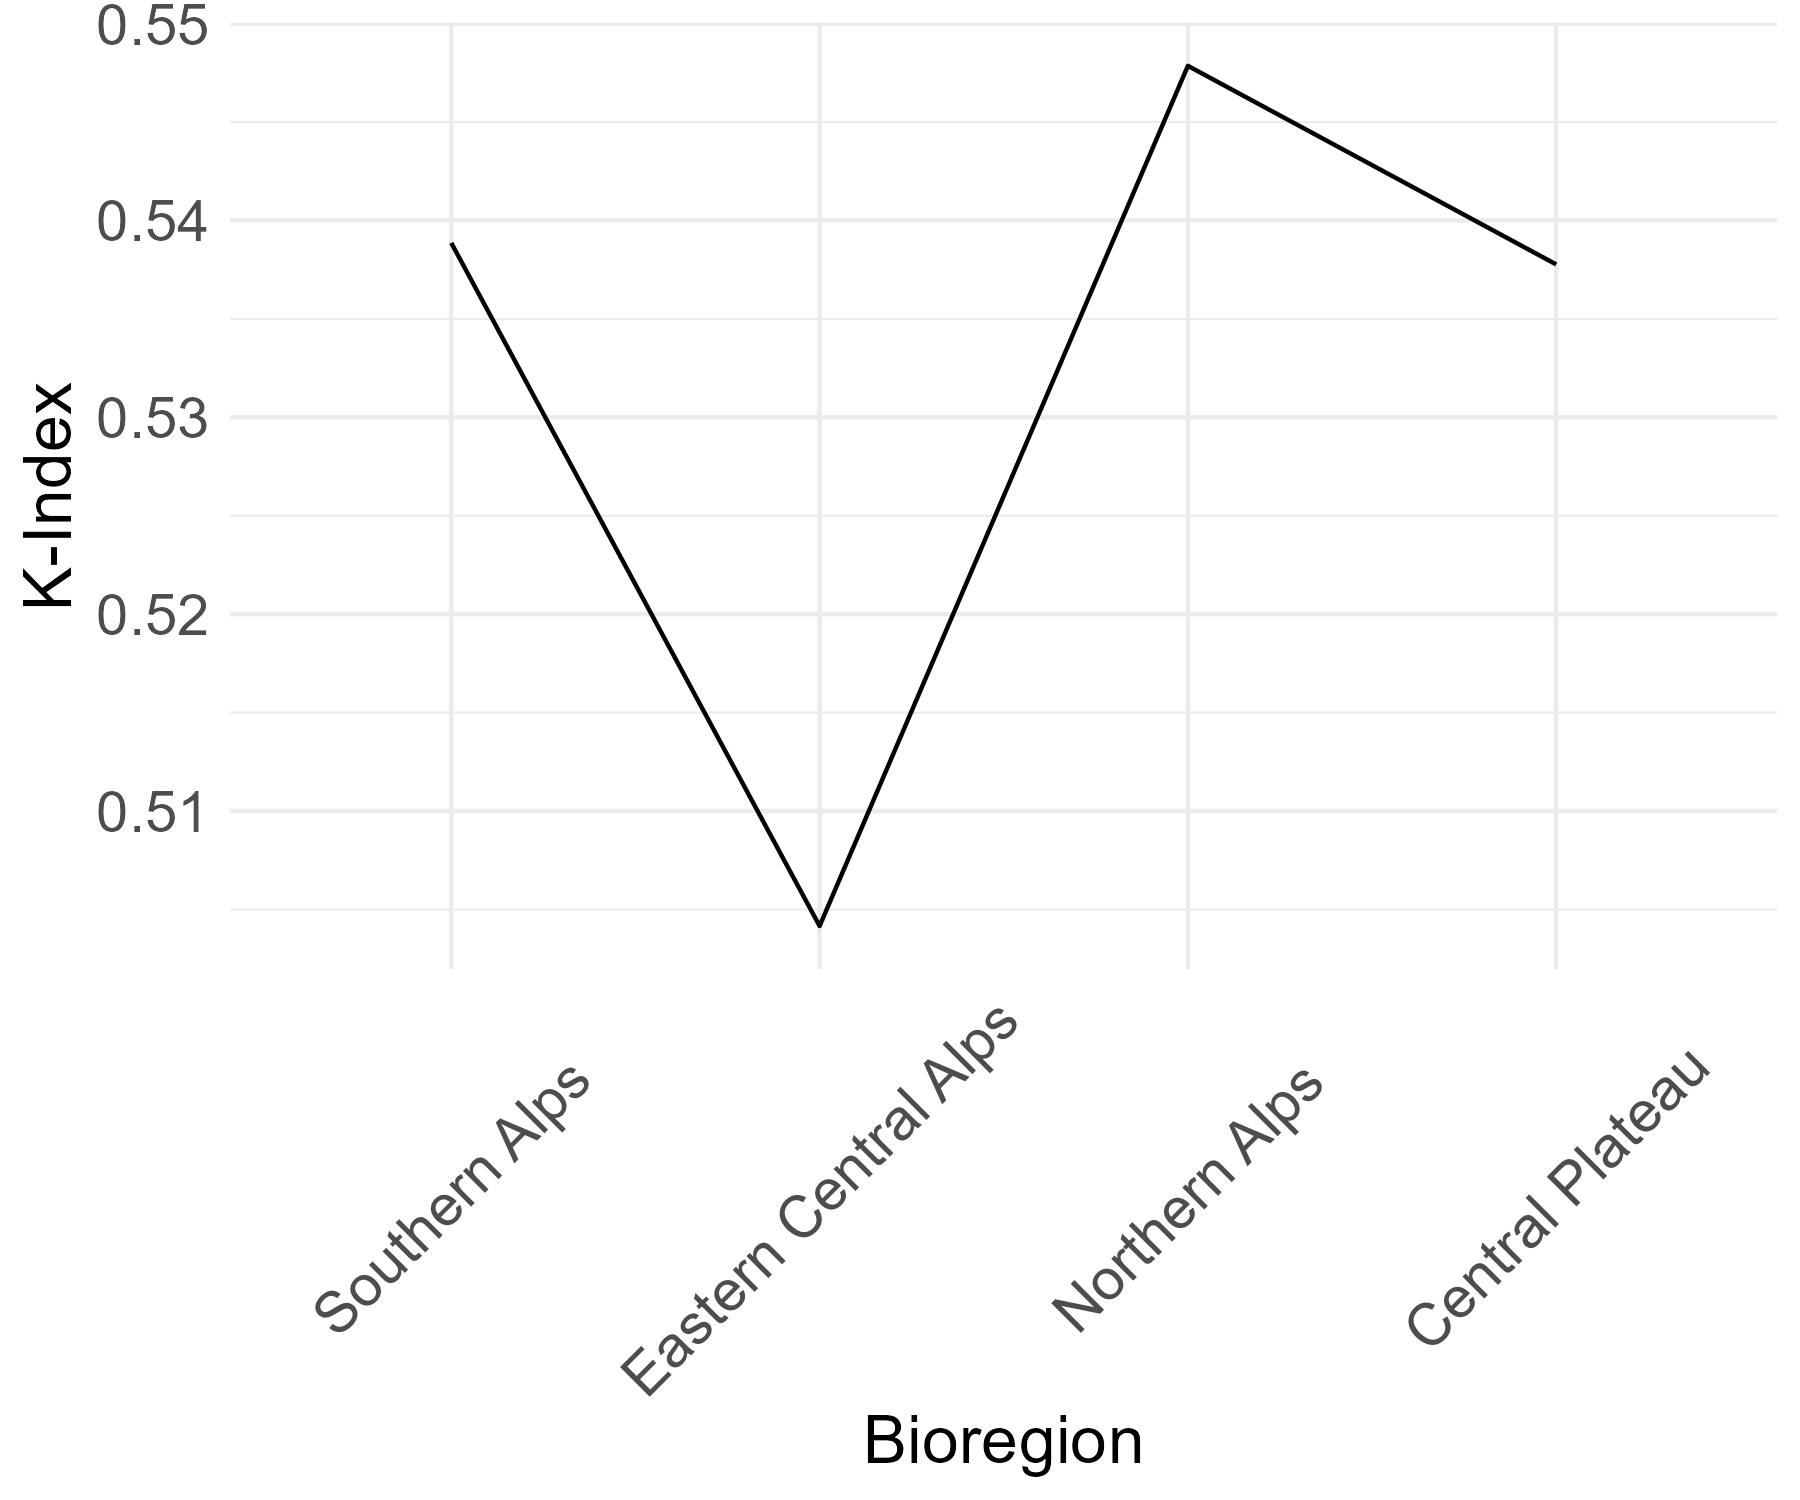 0.55
0.54
0.53
0.52
0.51
K-Index
Southern Alps
Eastern Central Alps
Northern Alps
Central Plateau
Bioregion